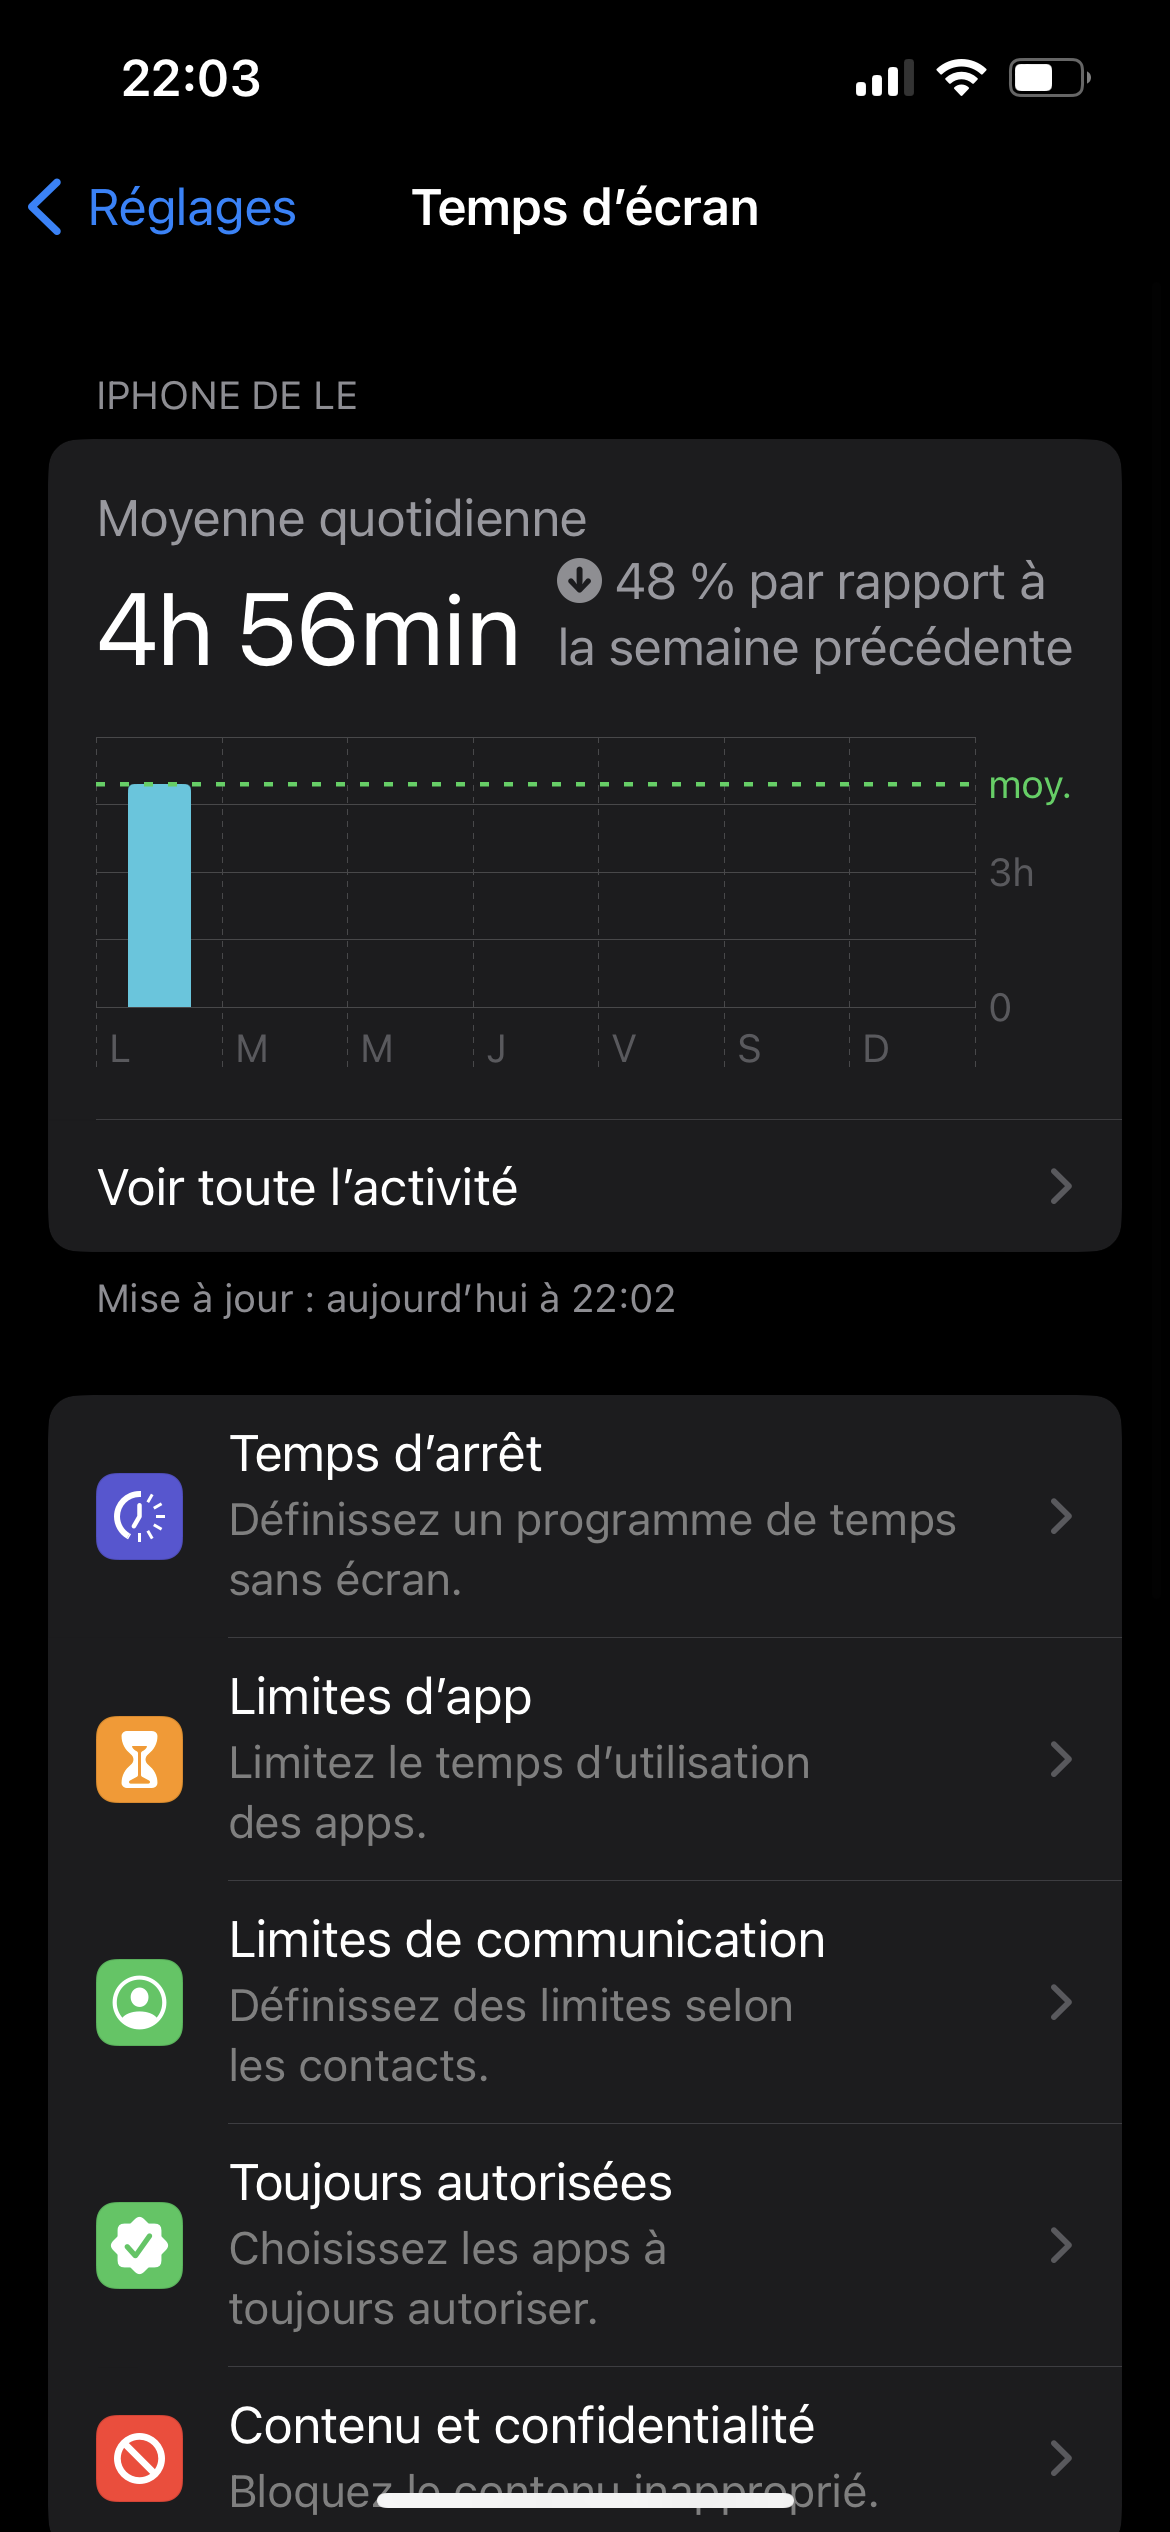 22:03
Réglages
Temps d’écran
IPHONE DE LE
Moyenne quotidienne
4h 56min
48 % par rapport à
la semaine précédente
moy.
3h
0
L M M J V S D
Voir toute l’activité
Mise à jour : aujourd’hui à 22:02
Temps d’arrêt
Définissez un programme de temps
sans écran.
Limites d’app
Limitez le temps d’utilisation
des apps.
Limites de communication
Définissez des limites selon
les contacts.
Toujours autorisées
Choisissez les apps à
toujours autoriser.
Contenu et confidentialité
Bloquez le contenu inapproprié.